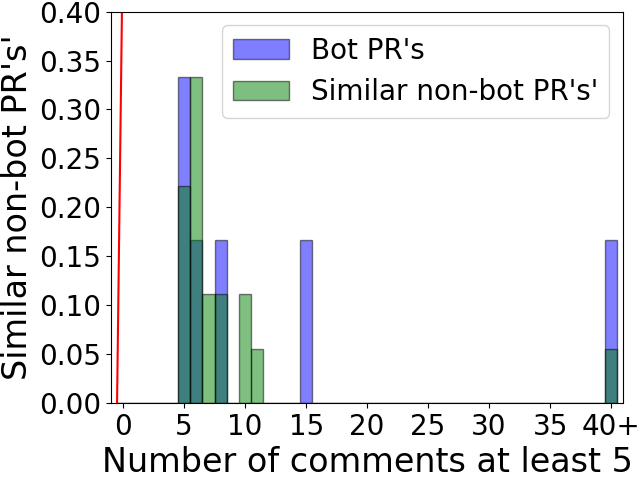 Similar non-bot PR's'
0.40
0.35
0.30
0.25
0.20
0.15
0.10
0.05
0.00
Bot PR's
Similar non-bot PR's'
0 5 10 15 20 25 30 35 40+
Number of comments at least 5